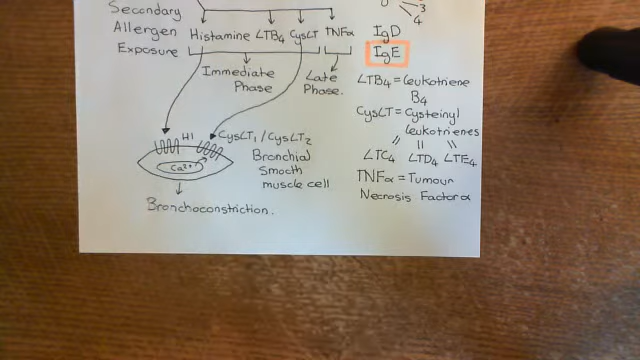 Secondary
Allergen
Exposure
Histamine LTB4 CysLT TNFα
Immediate
Phase
Late
Phase.
H1
CysLT1/CysLT2
Ca2+
Bronchial
Smooth
muscle cell
Bronchoconstriction.
3
4
IgD
IgE
LTB4 = Leukotriene
B4
CysLT = Cysteinyl
Leukotrienes
LTC4 LTD4 LTE4
TNFα = Tumour
Necrosis Factor α